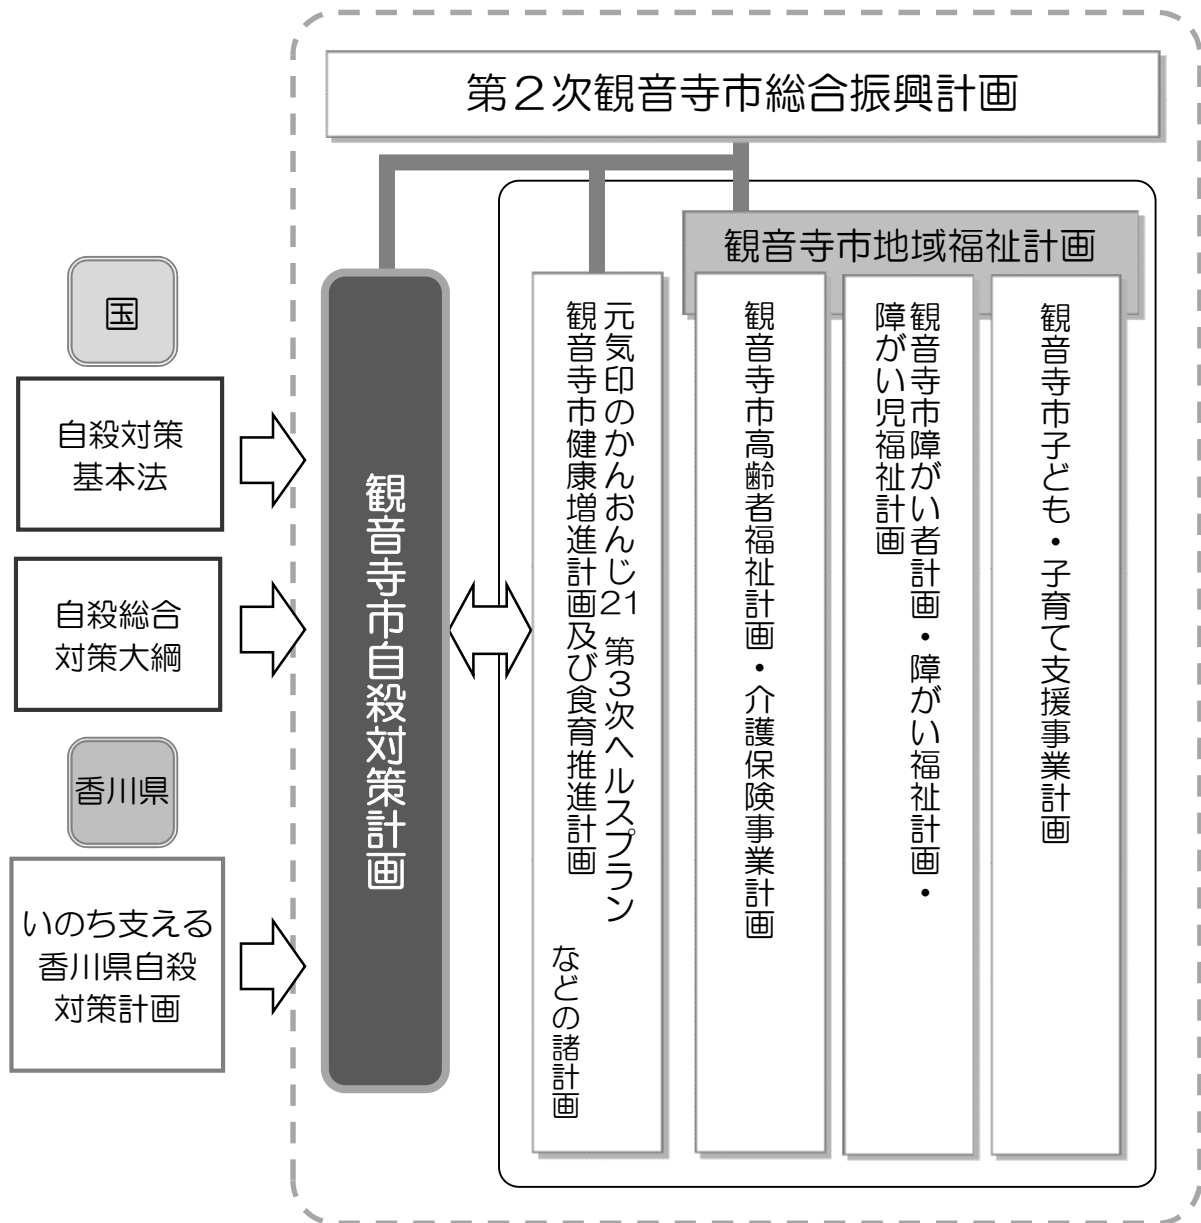 第2次観音寺市総合振興計画
国
自殺対策
基本法
自殺総合
対策大綱
香川県
いのち支える
香川県自殺
対策計画
観音寺市自殺対策計画
元気印のかんおんじ21 第3次ヘルスプラン
観音寺市健康増進計画及び食育推進計画
などの諸計画
観音寺市地域福祉計画
観音寺市高齢者福祉計画・介護保険事業計画
観音寺市障がい者計画・障がい福祉計画・
障がい児福祉計画
観音寺市子ども・子育て支援事業計画